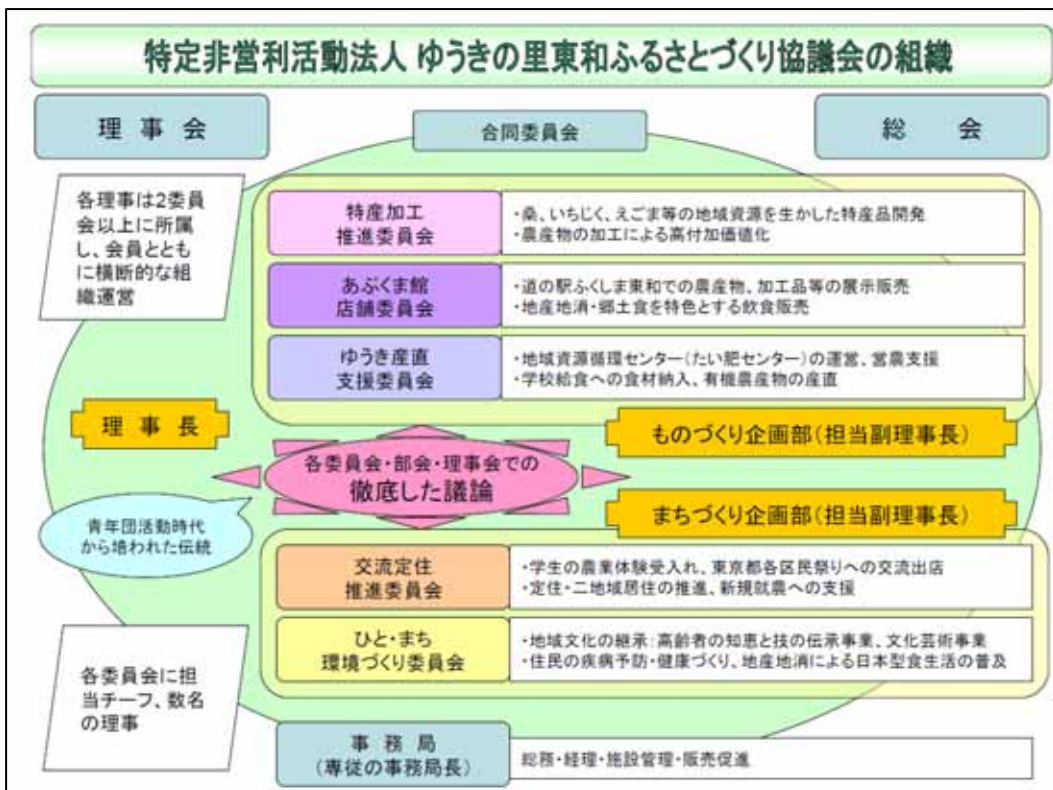 特定非営利活動法人 ゆうきの里東和ふるさとづくり協議会の組織
理 事 会
合同委員会
総 会
各理事は2委員
会以上に所属
し、会員ととも
に横断的な組
織運営
特産加工
推進委員会
・桑、いちじく、えごま等の地域資源を生かした特産品開発
・農産物の加工による高付加価値化
あぶくま館
店舗委員会
・道の駅ふくしま東和での農産物、加工品等の展示販売
・地産地消・郷土食を特色とする飲食販売
ゆうき産直
支援委員会
・地域資源循環センター(たい肥センター)の運営、営農支援
・学校給食への食材納入、有機農産物の産直
理 事 長
ものづくり企画部(担当副理事長)
各委員会・部会・理事会での
徹底した議論
まちづくり企画部(担当副理事長)
青年団活動時代
から培われた伝統
交流定住
推進委員会
・学生の農業体験受入れ、東京都各区民祭りへの交流出店
・定住・二地域居住の推進、新規就農への支援
ひと・まち
環境づくり委員会
・地域文化の継承:高齢者の知恵と技の伝承事業、文化芸術事業
・住民の疾病予防・健康づくり、地産地消による日本型食生活の普及
各委員会に担
当チーフ、数名
の理事
事 務 局
(専従の事務局長)
総務・経理・施設管理・販売促進